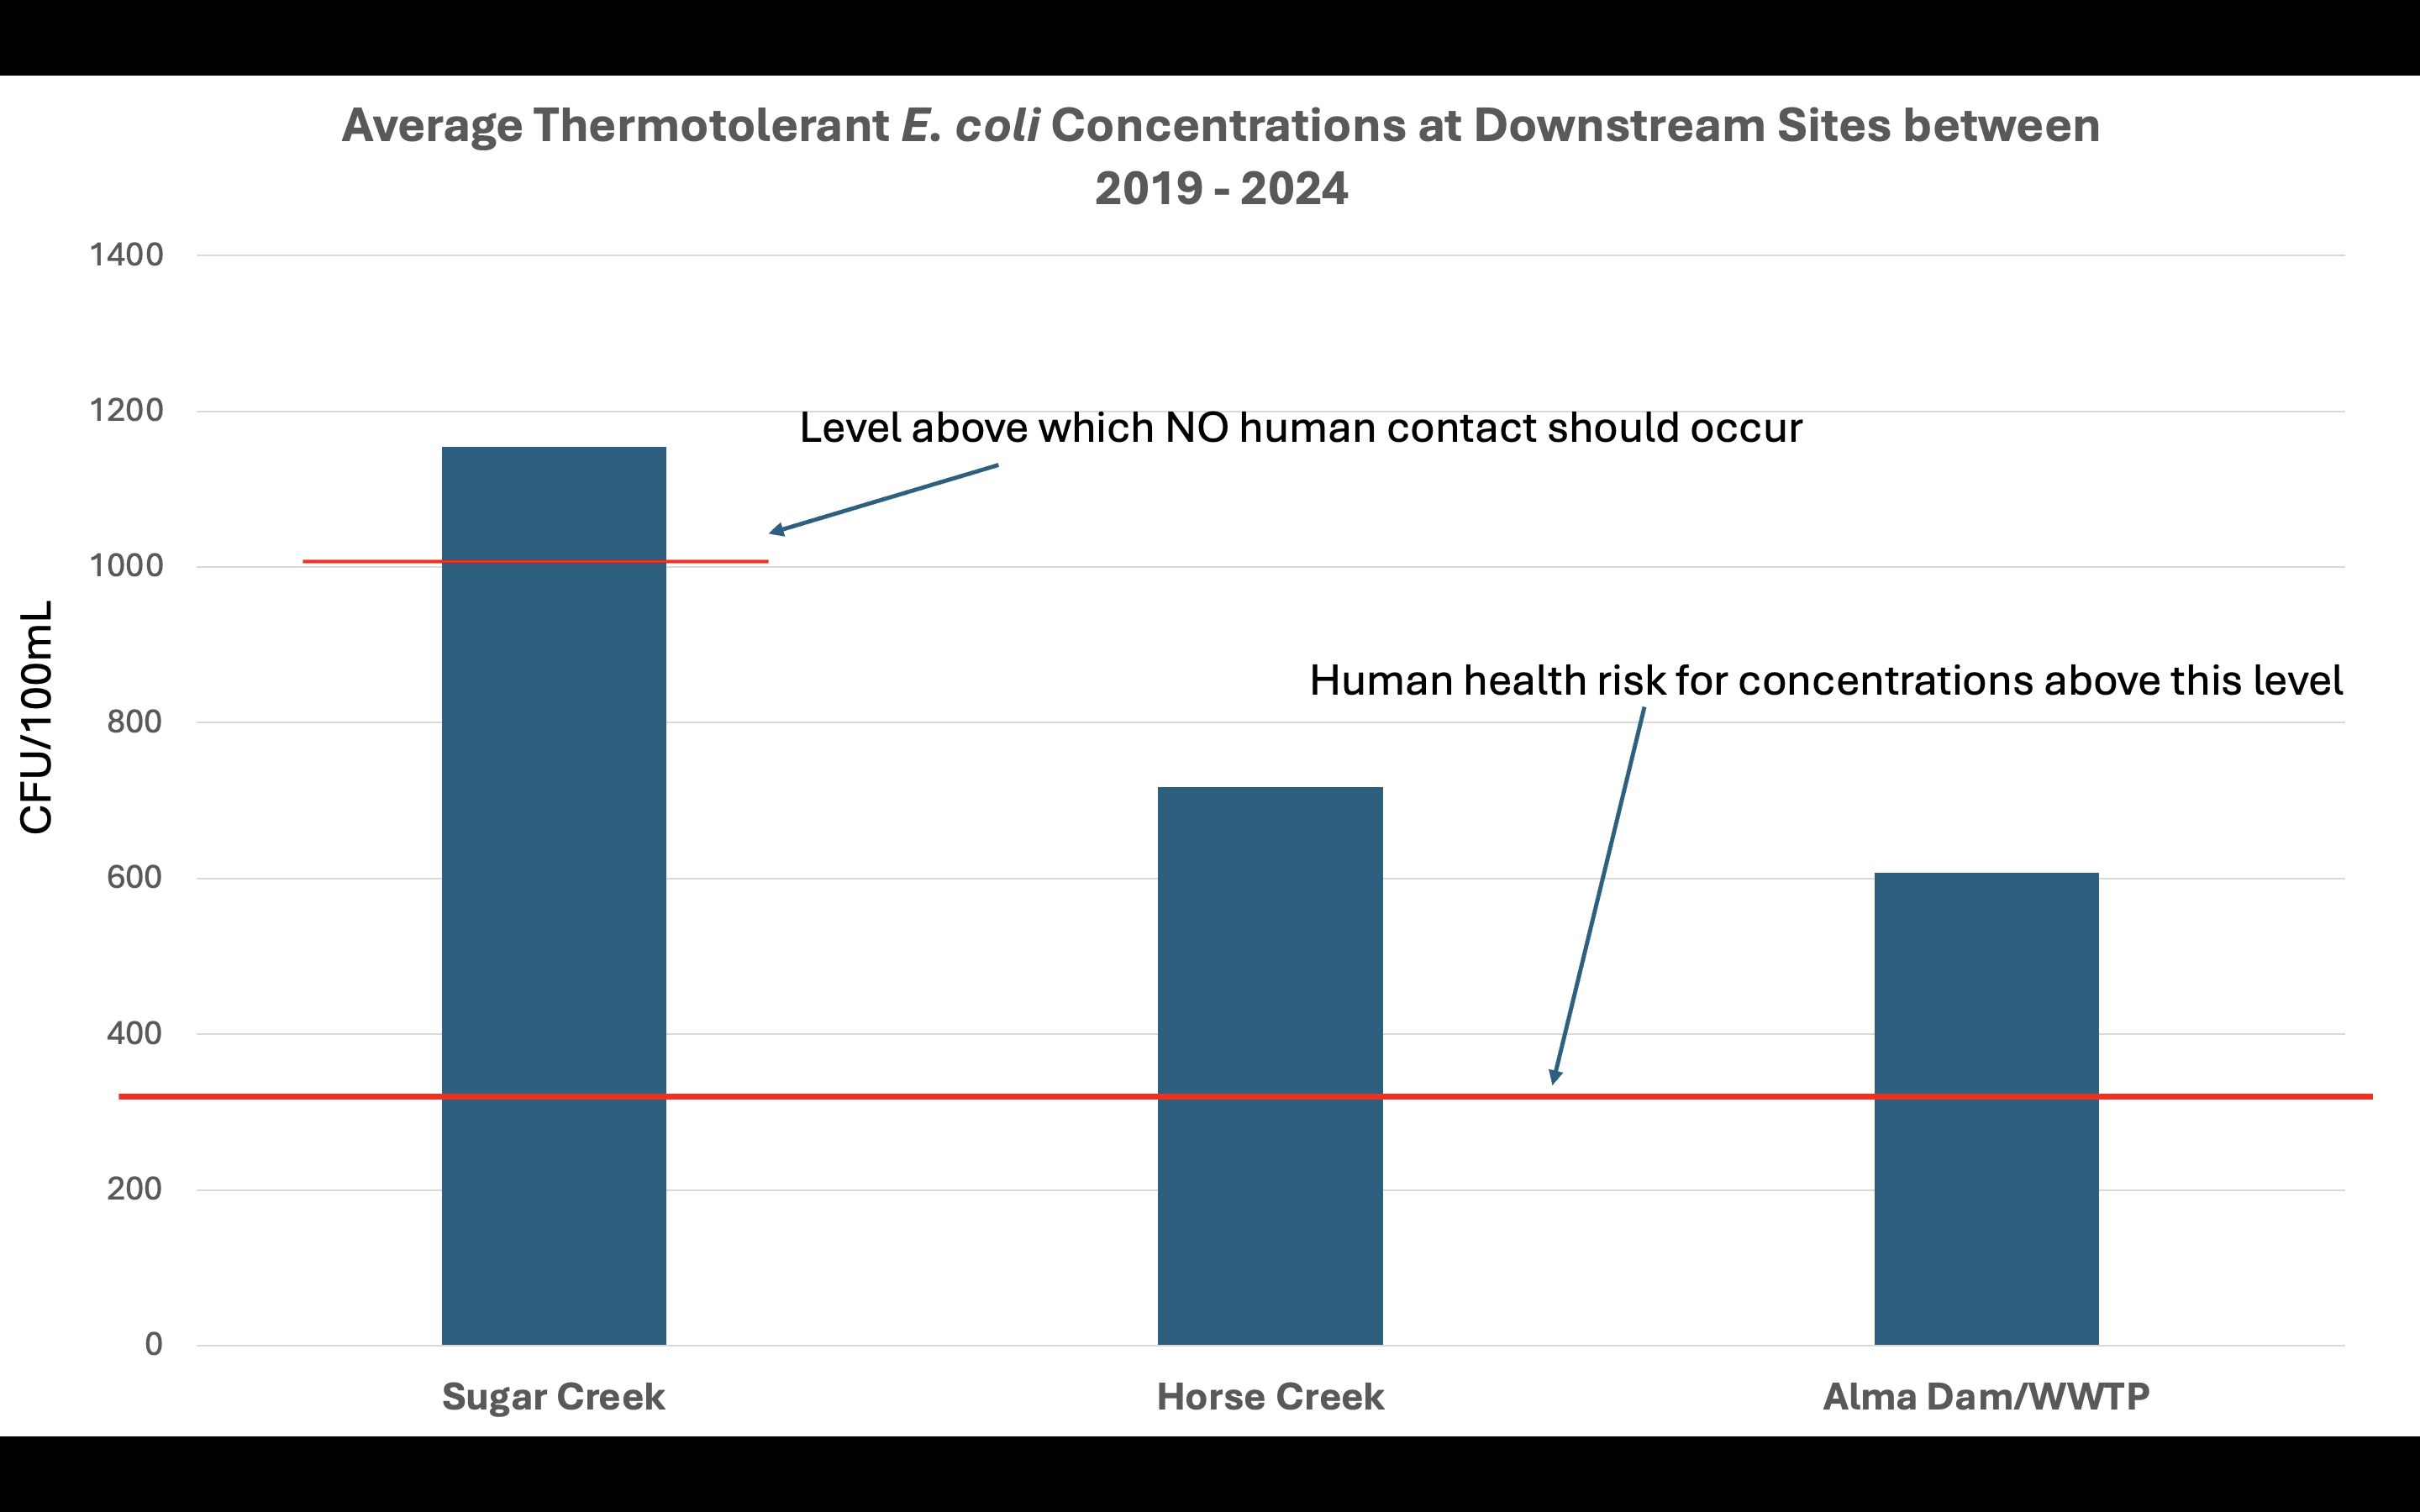 Average Thermotolerant E. coli Concentrations at Downstream Sites between
2019 - 2024
1400
1200
Level above which NO human contact should occur
1000
CFU/100mL
Human health risk for concentrations above this level
800
600
400
200
0
Sugar Creek
Horse Creek
Alma Dam/WWTP